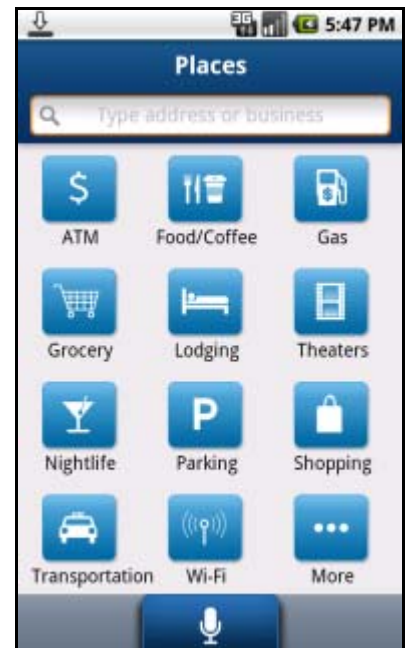 3G 5:47 PM
Places
Type address or business
$
ATM Food/Coffee Gas
Grocery Lodging Theaters
P
Nightlife Parking Shopping
Transportation Wi-Fi More